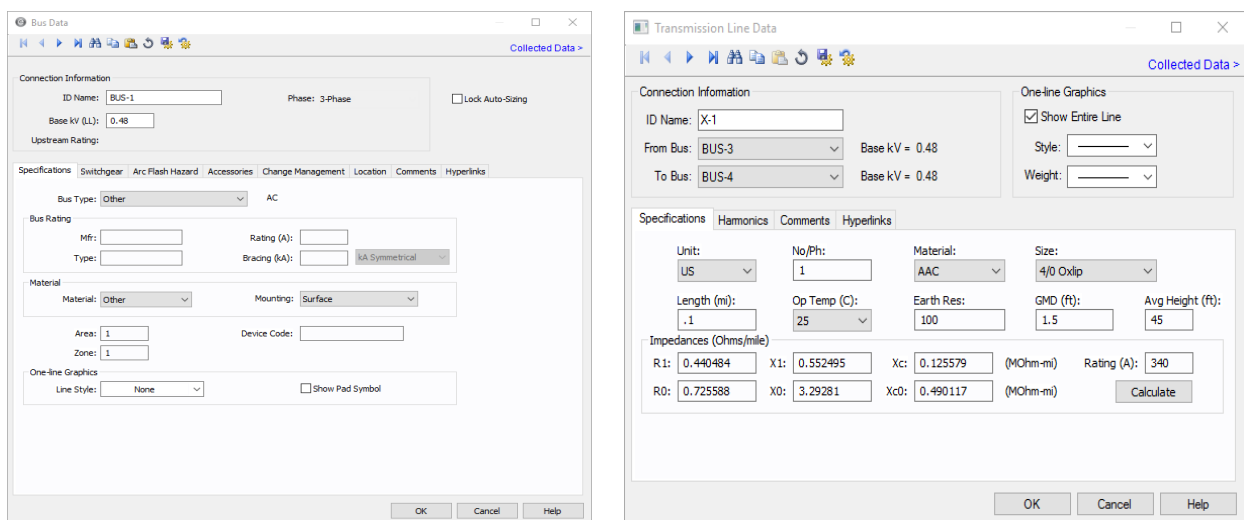 Bus Data
Collected Data >
Connection Information
ID Name: BUS-1 Phase: 3-Phase Lock Auto-Sizing
Base kV (LL): 0.48
Upstream Rating:
Specifications Switchgear Arc Flash Hazard Accessories Change Management Location Comments Hyperlinks
Bus Type: Other AC
Bus Rating
Mfr: Rating (A):
Type: Bracing (kA): kA Symmetrical
Material
Material: Other Mounting: Surface
Area: 1 Device Code:
Zone: 1
One-line Graphics
Line Style: None Show Pad Symbol
OK Cancel Help
Transmission Line Data
Collected Data >
Connection Information
ID Name: X-1
From Bus: BUS-3 Base kV = 0.48
To Bus: BUS-4 Base kV = 0.48
One-line Graphics
Show Entire Line
Style:
Weight:
Specifications Harmonics Comments Hyperlinks
Unit: No/Ph: Material: Size:
US 1 AAC 4/0 Oxlip
Length (mi): Op Temp (C): Earth Res: GMD (ft): Avg Height (ft):
.1 25 100 1.5 45
Impedances (Ohms/mile)
R1: 0.440484 X1: 0.552495 Xc: 0.125579 (MOhm-mi) Rating (A): 340
R0: 0.725588 X0: 3.29281 Xc0: 0.490117 (MOhm-mi) Calculate
OK Cancel Help